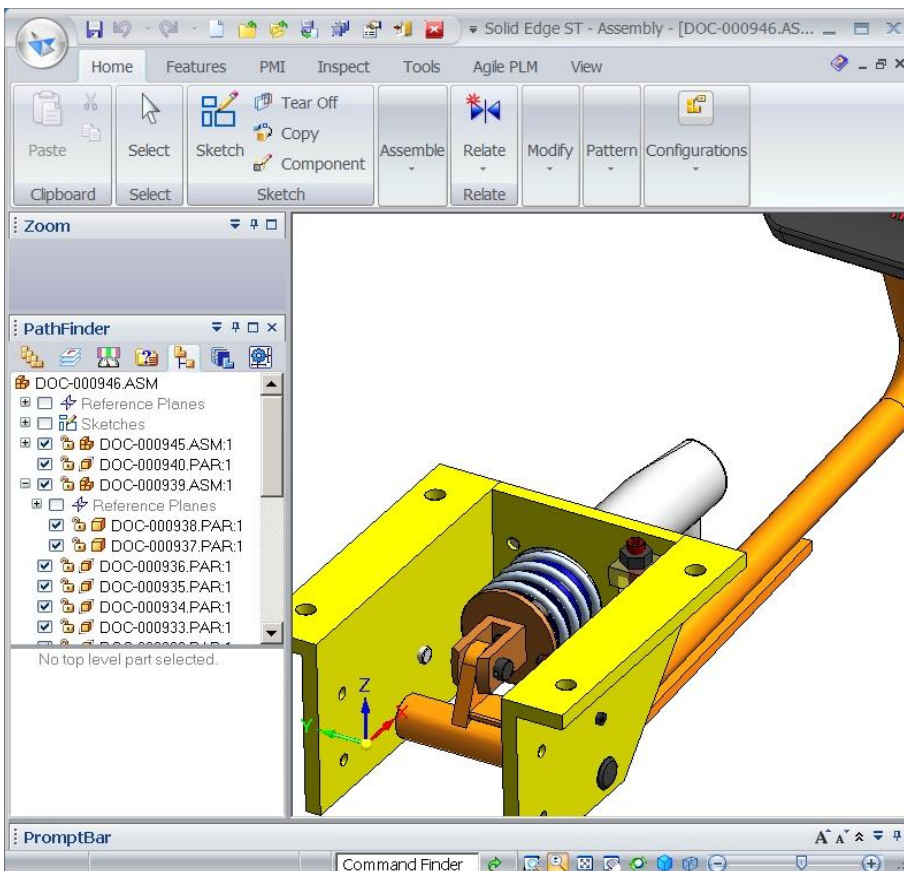 Solid Edge ST - Assembly - [DOC-000946.AS...
Home Features PMI Inspect Tools Agile PLM View
Paste
Clipboard
Select
Select
Sketch
Tear Off
Copy
Component
Sketch
Assemble
Relate
Relate
Modify
Pattern
Configurations
Zoom
PathFinder
DOC-000946.ASM
Reference Planes
Sketches
DOC-000945.ASM:1
DOC-000940.PAR:1
DOC-000939.ASM:1
Reference Planes
DOC-000938.PAR:1
DOC-000937.PAR:1
DOC-000936.PAR:1
DOC-000935.PAR:1
DOC-000934.PAR:1
DOC-000933.PAR:1
No top level part selected.
Z
Y
X
PromptBar
A A
Command Finder